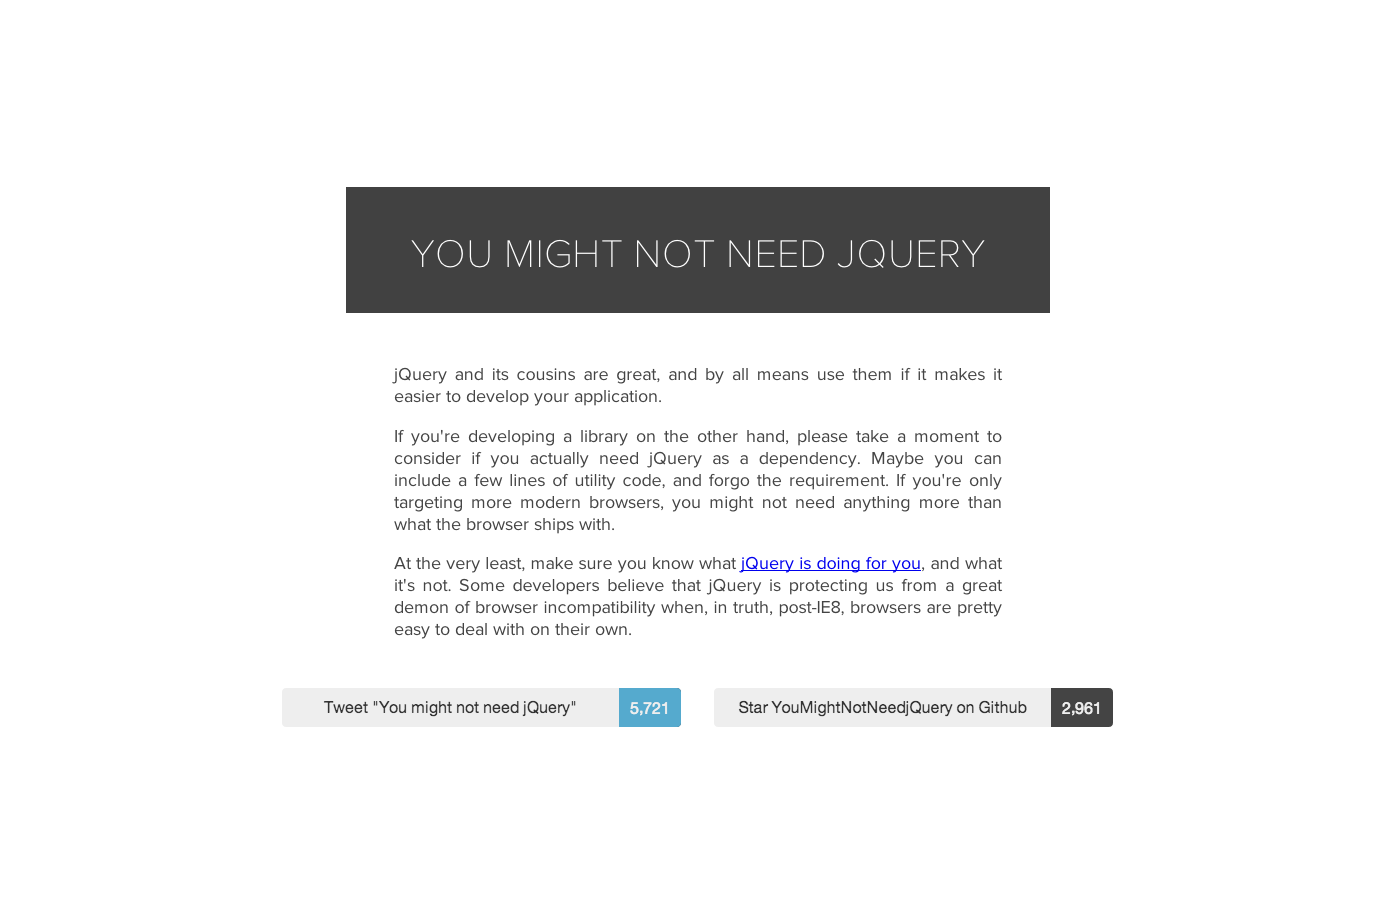 YOU MIGHT NOT NEED JQUERY
jQuery and its cousins are great, and by all means use them if it makes it
easier to develop your application.
If you're developing a library on the other hand, please take a moment to
consider if you actually need jQuery as a dependency. Maybe you can
include a few lines of utility code, and forgo the requirement. If you're only
targeting more modern browsers, you might not need anything more than
what the browser ships with.
At the very least, make sure you know what jQuery is doing for you, and what
it's not. Some developers believe that jQuery is protecting us from a great
demon of browser incompatibility when, in truth, post-IE8, browsers are pretty
easy to deal with on their own.
Tweet "You might not need jQuery" 5,721
Star YouMightNotNeedjQuery on Github 2,961